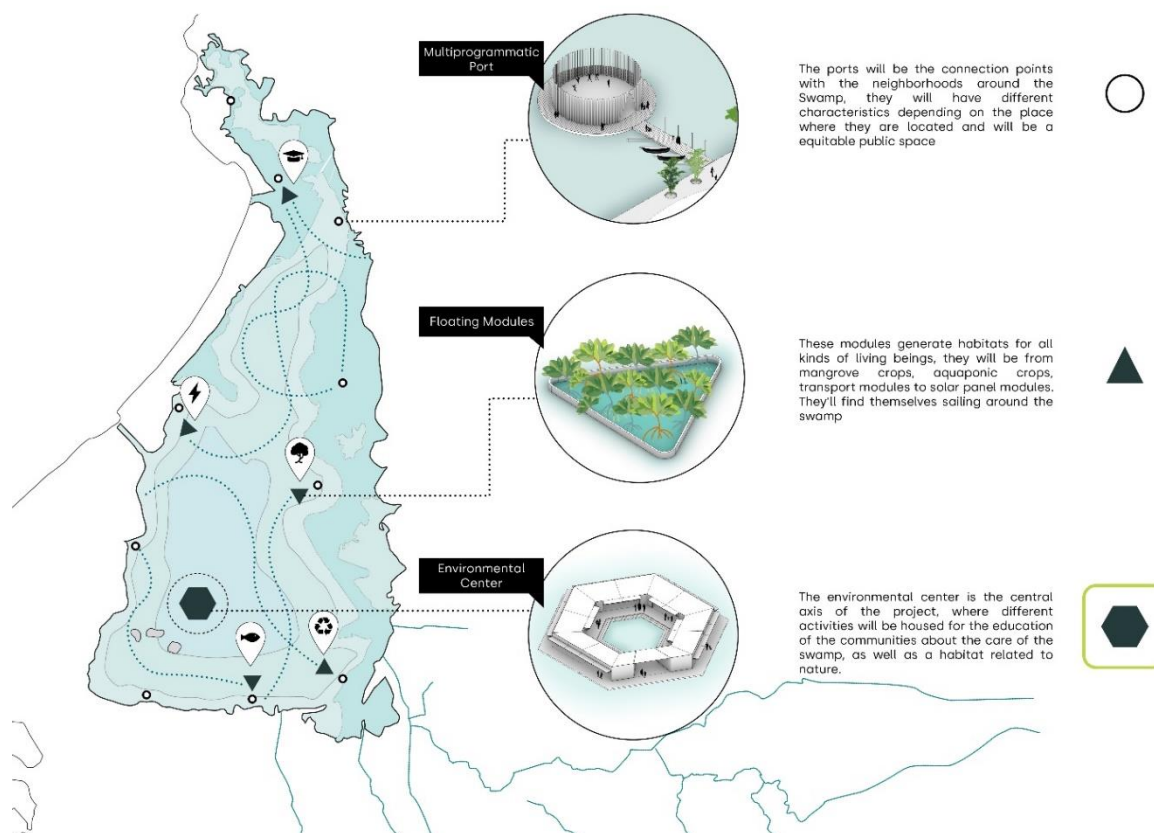 Multiprogrammatic
Port
The ports will be the connection points
with the neighborhoods around the
Swamp, they will have different
characteristics depending on the place
where they are located and will be a
equitable public space
Floating Modules
These modules generate habitats for all
kinds of living beings, they will be from
mangrove crops, aquaponic crops,
transport modules to solar panel modules.
They'll find themselves sailing around the
swamp
Environmental
Center
The environmental center is the central
axis of the project, where different
activities will be housed for the education
of the communities about the care of the
swamp, as well as a habitat related to
nature.